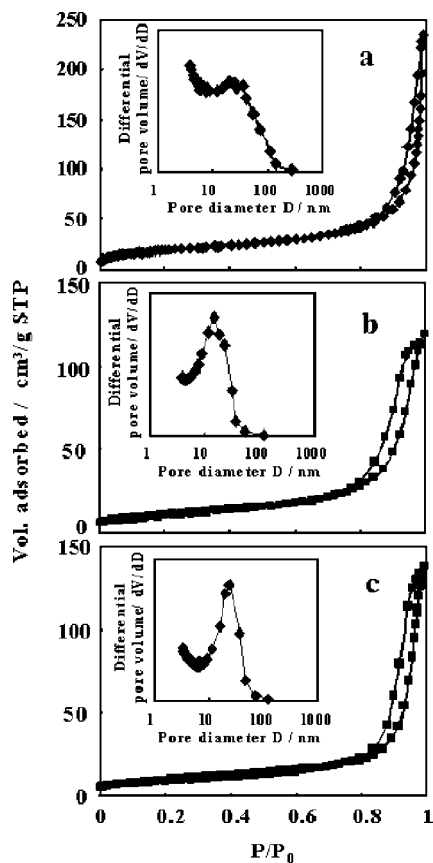 Vol. adsorbed / cm³/g STP
250
200
150
100
50
0
a
Differential
pore volume/ dV/dD
1
10
100
1000
Pore diameter D / nm
150
100
50
0
b
Differential
pore volume/ dV/dD
1
10
100
1000
Pore diameter D / nm
150
100
50
0
c
Differential
pore volume/ dV/dD
1
10
100
1000
Pore diameter D / nm
0
0.2
0.4
0.6
0.8
1
P/P₀